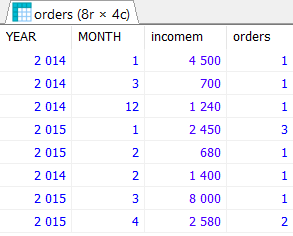 orders (8r × 4c)
YEAR MONTH incomem orders
2 014 1 4 500 1
2 014 3 700 1
2 014 12 1 240 1
2 015 1 2 450 3
2 015 2 680 1
2 014 2 1 400 1
2 015 3 8 000 1
2 015 4 2 580 2